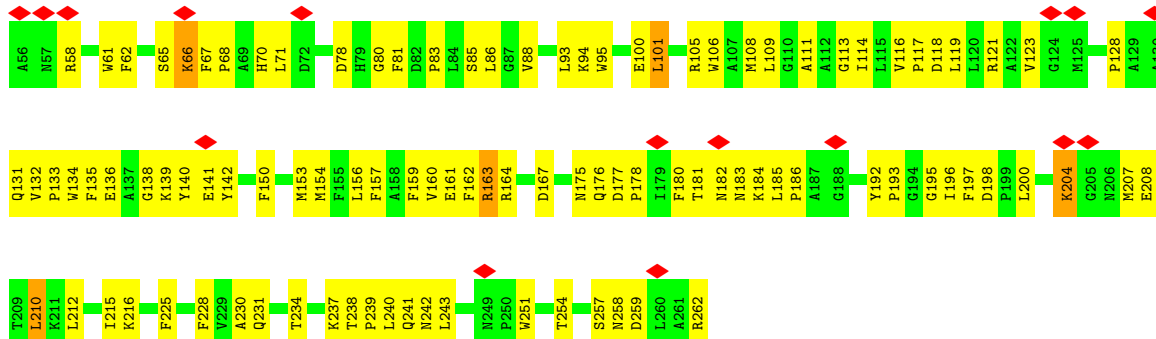 A56 N57 R58 W61 F62 S65 K66 F67 P68 A69 H70 L71 D72 D78 H79 G80 F81 D82 P83 L84 S85 L86 G87 V88 L93 K94 W95 E100 L101 R105 W106 A107 M108 L109 G110 A111 A112 G113 I114 L115 V116 P117 D118 L119 L120 R121 A122 V123 G124 M125 P128 A129
Q131 V132 P133 W134 F135 E136 A137 G138 K139 Y140 E141 Y142 F150 M153 M154 F155 L156 F157 A158 F159 V160 E161 F162 R163 R164 D167 N175 Q176 D177 P178 I179 F180 T181 N182 N183 K184 L185 P186 A187 G188 Y192 P193 G194 G195 I196 F197 D198 P199 L200 K204 G205 N206 M207 E208
T209 L210 K211 L212 I215 K216 F225 F228 V229 A230 Q231 T234 K237 T238 P239 L240 Q241 N242 L243 N249 P250 W251 T254 S257 N258 D259 L260 A261 R262